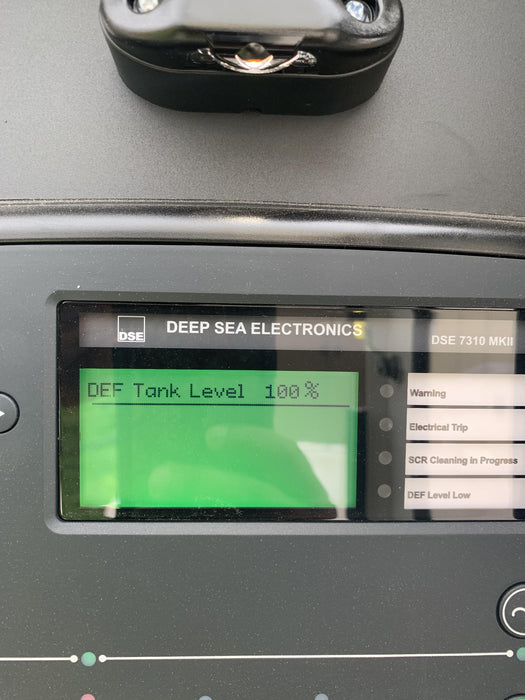 DSE
DEEP SEA ELECTRONICS
DSE 7310 MKII
DEF Tank Level 100%
Warning
Electrical Trip
SCR Cleaning in Progress
DEF Level Low